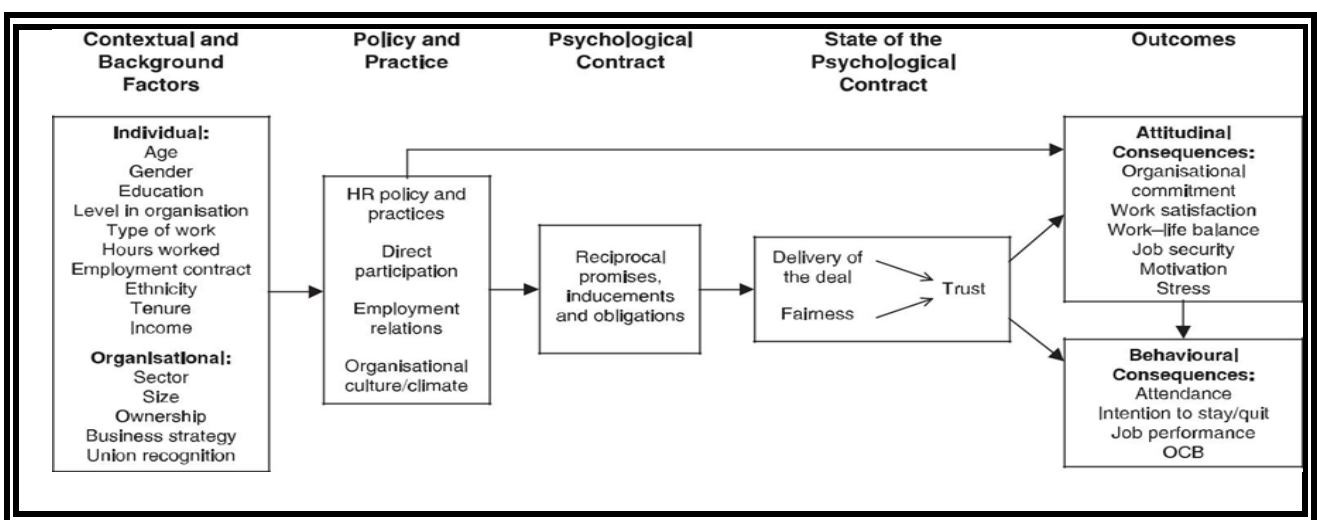 Contextual and
Background
Factors
Policy and
Practice
Psychological
Contract
State of the
Psychological
Contract
Outcomes
Individual:
Age
Gender
Education
Level in organisation
Type of work
Hours worked
Employment contract
Ethnicity
Tenure
Income
Organisational:
Sector
Size
Ownership
Business strategy
Union recognition
HR policy and
practices
Direct
participation
Employment
relations
Organisational
culture/climate
Reciprocal
promises,
inducements
and obligations
Delivery of
the deal
Fairness
Trust
Attitudinal
Consequences:
Organisational
commitment
Work satisfaction
Work–life balance
Job security
Motivation
Stress
Behavioural
Consequences:
Attendance
Intention to stay/quit
Job performance
OCB